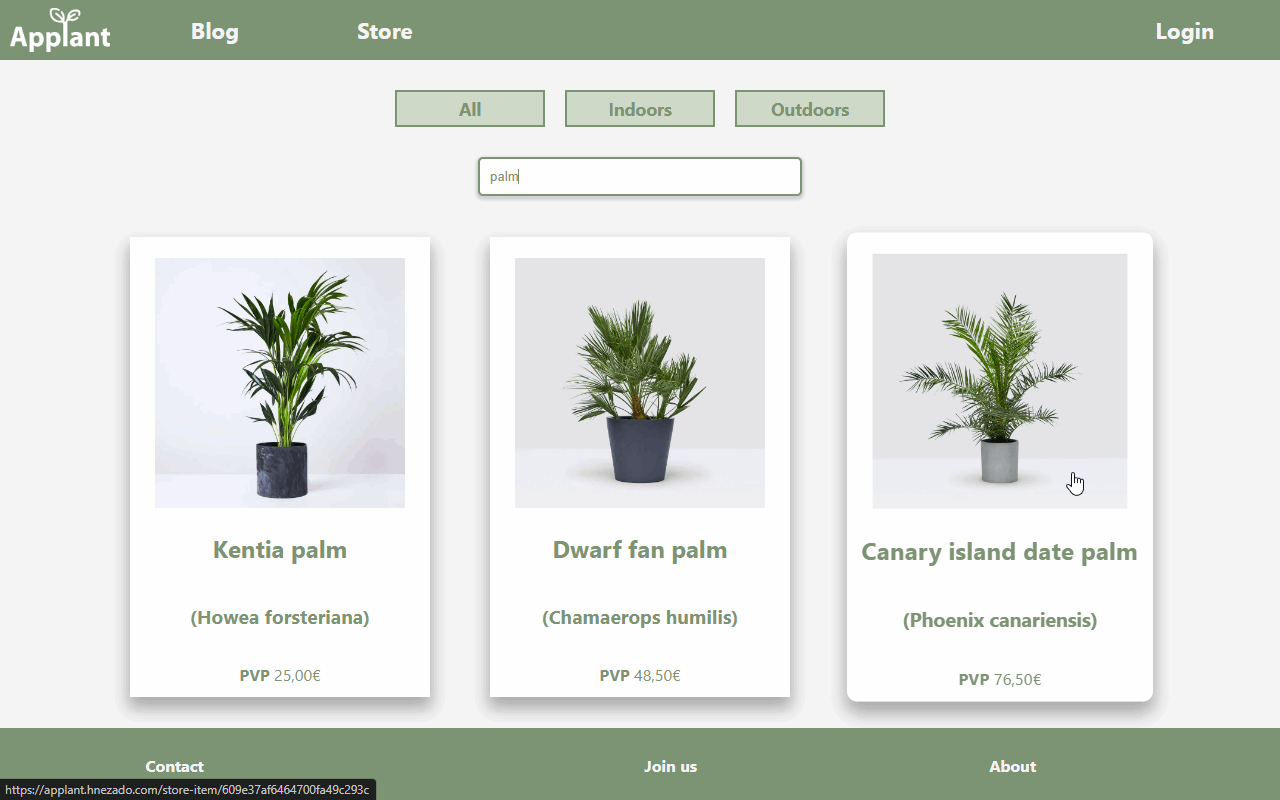 Applant
Blog
Store
Login
All
Indoors
Outdoors
palm
Kentia palm
(Howea forsteriana)
PVP 25,00€
Dwarf fan palm
(Chamaerops humilis)
PVP 48,50€
Canary island date palm
(Phoenix canariensis)
PVP 76,50€
Contact
Join us
About
https://applant.hnezado.com/store-item/609e37af6464700fa49c293c